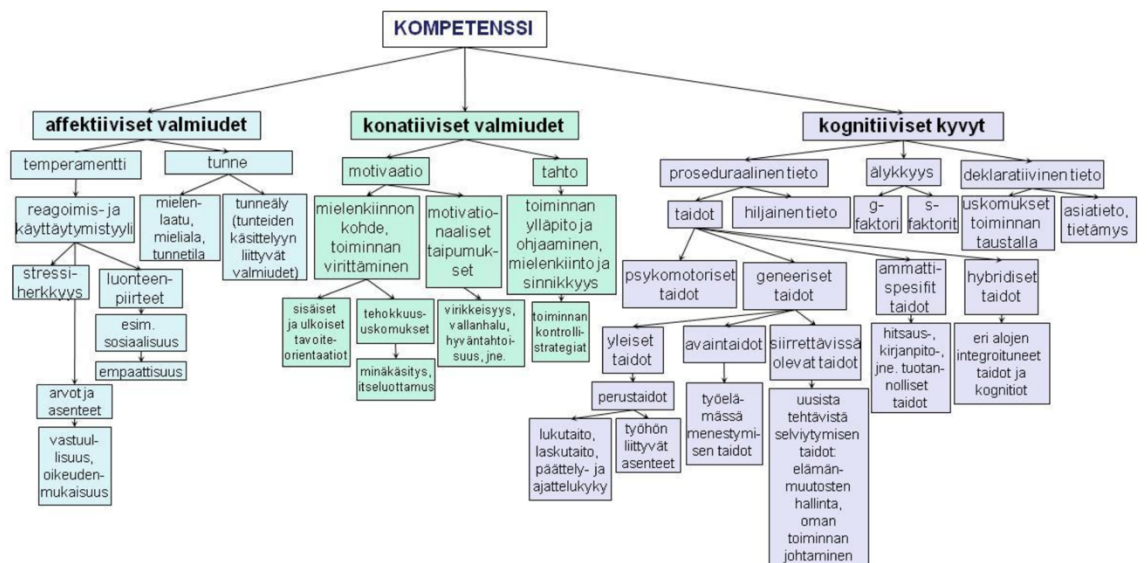 KOMPETENSSI
affektiiviset valmiudet
konatiiviset valmiudet
kognitiiviset kyvyt
temperamentti
tunne
reagoimis- ja
käyttäytymistyyli
mielen-
laatu,
mieliala,
tunnetila
tunneäly
(tunteiden
käsittelyyn
liittyvät
valmiudet)
stressi-
herkkyys
luonteen-
piirteet
esim.
sosiaalisuus
empaattisuus
arvot ja
asenteet
vastuul-
lisuus,
oikeuden-
mukaisuus
motivaatio
tahto
mielenkiinnon
kohde,
toiminnan
virittäminen
motivatio-
naaliset
taipumuk-
set
toiminnan
ylläpito ja
ohjaaminen,
mielenkiinto ja
sinnikkyys
sisäiset
ja ulkoiset
tavoite-
orientaatiot
tehokkuus-
uskomukset
minäkäsitys,
itseluottamus
virikkeisyys,
vallanhalu,
hyväntahtoi-
suus, jne.
toiminnan
kontrolli-
strategiat
proseduraalinen tieto
älykkyys
deklaratiivinen tieto
taidot
hiljainen tieto
g-
faktori
s-
faktorit
uskomukset
toiminnan
taustalla
asiatieto,
tietämys
psykomotoriset
taidot
geneeriset
taidot
ammatti-
spesifit
taidot
hybridiset
taidot
yleiset
taidot
avaintaidot
siirrettävissä
olevat taidot
hitsaus-,
kirjanpito-,
jne. tuotan-
nolliset
taidot
eri alojen
integroituneet
taidot ja
kognitiot
perustaidot
lukutaito,
laskutaito,
päättely- ja
ajattelukyky
työhön
liittyvät
asenteet
työelä-
mässä
menestymi-
sen taidot
uusista
tehtävistä
selviytymisen
taidot:
elämän-
muutosten
hallinta,
oman
toiminnan
johtaminen